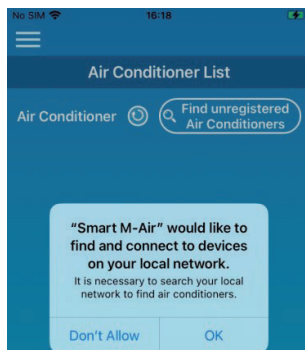 No SIM 16:18
Air Conditioner List
Air Conditioner Find unregistered
Air Conditioners
"Smart M-Air" would like to
find and connect to devices
on your local network.
It is necessary to search your local
network to find air conditioners.
Don't Allow OK